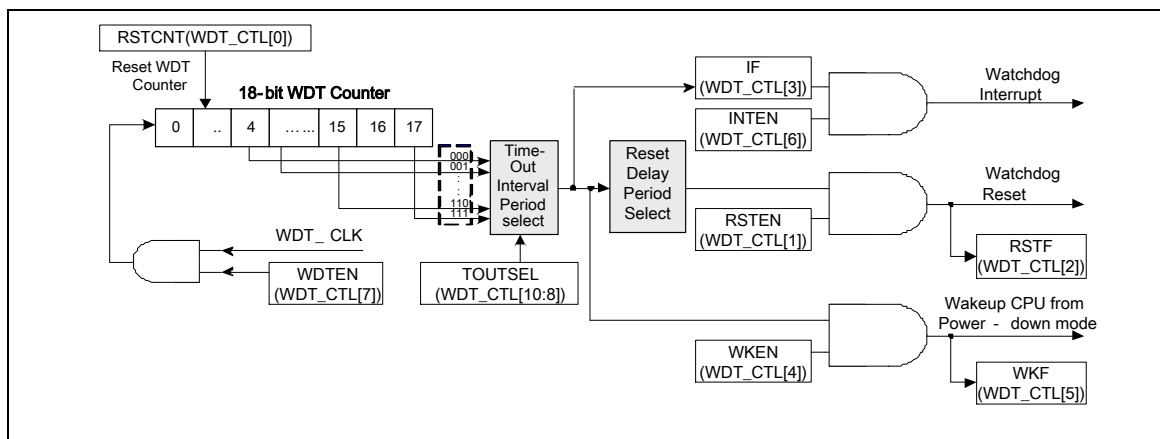 RSTCNT(WDT_CTL[0])
Reset WDT
Counter
18-bit WDT Counter
0 .. 4 ... ... 15 16 17
000
001
110
111
Time-
Out
Interval
Period
select
TOUTSEL
(WDT_CTL[10:8])
WDT_ CLK
WDTEN
(WDT_CTL[7])
Reset
Delay
Period
Select
IF
(WDT_CTL[3])
INTEN
(WDT_CTL[6])
Watchdog
Interrupt
RSTEN
(WDT_CTL[1])
Watchdog
Reset
RSTF
(WDT_CTL[2])
WKEN
(WDT_CTL[4])
Wakeup CPU from
Power - down mode
WKF
(WDT_CTL[5])